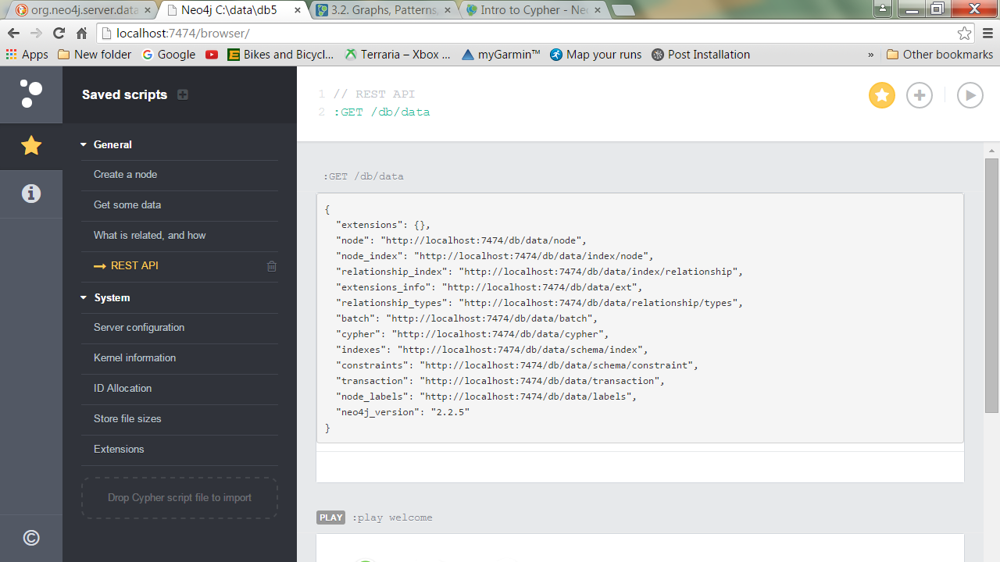 org.neo4j.server.data
Neo4j C:\data\db5
3.2. Graphs, Patterns,
Intro to Cypher - Neo
localhost:7474/browser/
Apps New folder Google Bikes and Bicycl... Terraria – Xbox ... myGarmin™ Map your runs Post Installation » Other bookmarks
Saved scripts
General
Create a node
Get some data
What is related, and how
REST API
System
Server configuration
Kernel information
ID Allocation
Store file sizes
Extensions
Drop Cypher script file to import
©
1 // REST API
2 :GET /db/data
:GET /db/data
{
"extensions": {},
"node": "http://localhost:7474/db/data/node",
"node_index": "http://localhost:7474/db/data/index/node",
"relationship_index": "http://localhost:7474/db/data/index/relationship",
"extensions_info": "http://localhost:7474/db/data/ext",
"relationship_types": "http://localhost:7474/db/data/relationship/types",
"batch": "http://localhost:7474/db/data/batch",
"cypher": "http://localhost:7474/db/data/cypher",
"indexes": "http://localhost:7474/db/data/schema/index",
"constraints": "http://localhost:7474/db/data/schema/constraint",
"transaction": "http://localhost:7474/db/data/transaction",
"node_labels": "http://localhost:7474/db/data/labels",
"neo4j_version": "2.2.5"
}
PLAY :play welcome